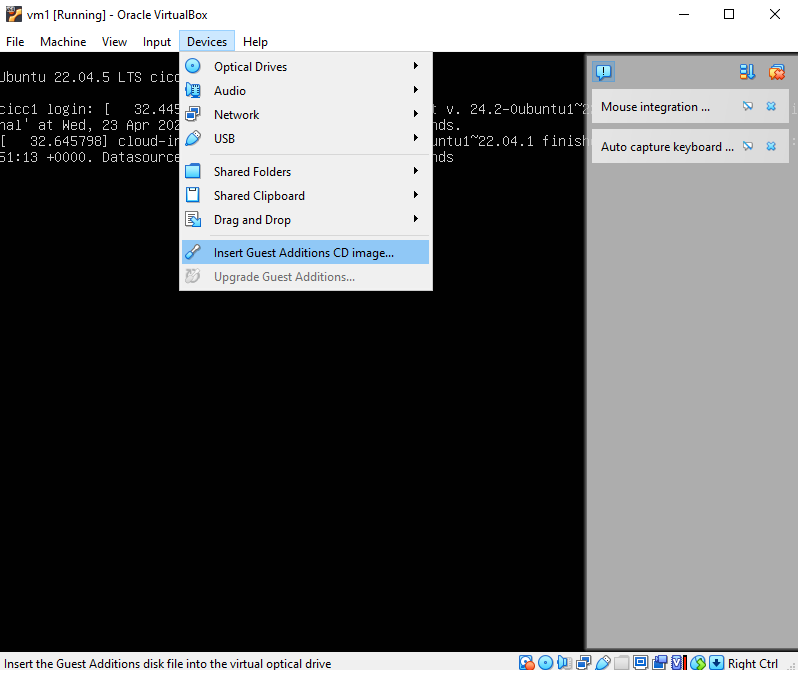 vm1 [Running] - Oracle VirtualBox
File Machine View Input Devices Help
Ubuntu 22.04.5 LTS cicc
cicc1 login: [ 32.445 t v. 24.2-0ubuntu1~2
nal' at Wed, 23 Apr 202 nds.
[ 32.645798] cloud-in untu1~22.04.1 finish
51:13 +0000. Datasource nds
Optical Drives
Audio
Network
USB
Shared Folders
Shared Clipboard
Drag and Drop
Insert Guest Additions CD image...
Upgrade Guest Additions...
Mouse integration ...
Auto capture keyboard ...
Insert the Guest Additions disk file into the virtual optical drive
Right Ctrl